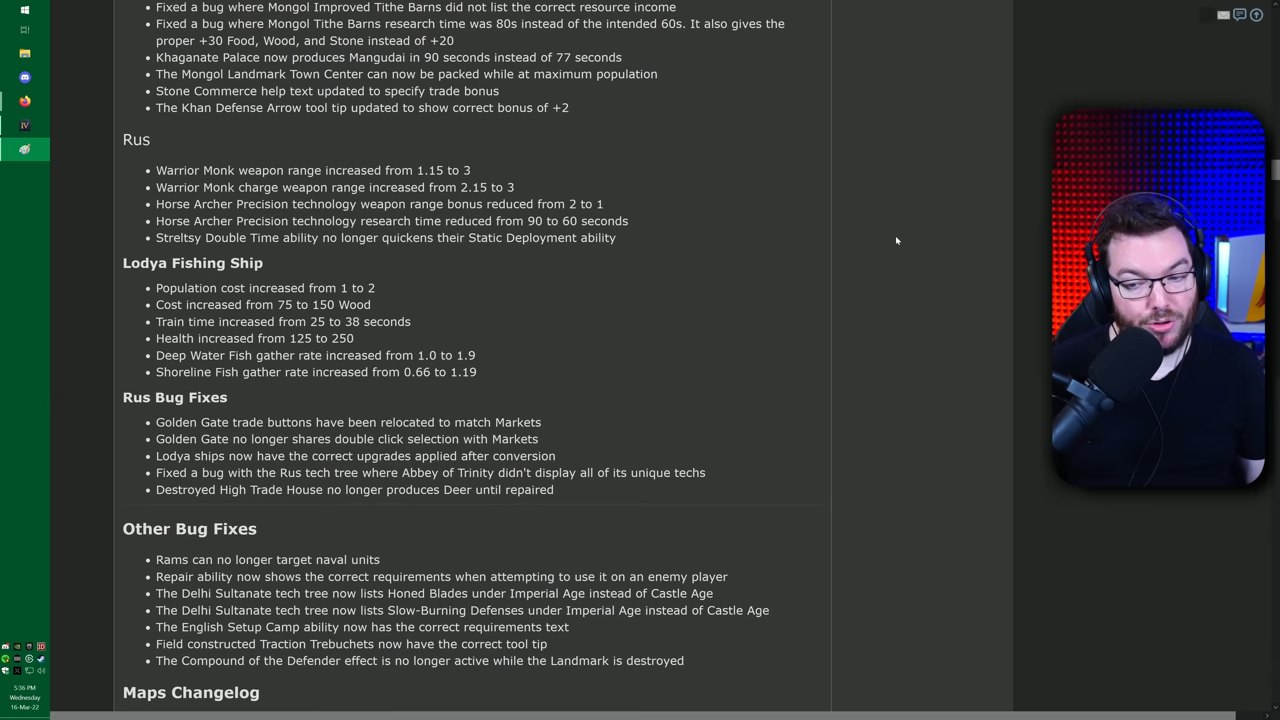 Fixed a bug where Mongol Improved Tithe Barns did not list the correct resource income
Fixed a bug where Mongol Tithe Barns research time was 80s instead of the intended 60s. It also gives the
proper +30 Food, Wood, and Stone instead of +20
Khaganate Palace now produces Mangudai in 90 seconds instead of 77 seconds
The Mongol Landmark Town Center can now be packed while at maximum population
Stone Commerce help text updated to specify trade bonus
The Khan Defense Arrow tool tip updated to show correct bonus of +2
Rus
Warrior Monk weapon range increased from 1.15 to 3
Warrior Monk charge weapon range increased from 2.15 to 3
Horse Archer Precision technology weapon range bonus reduced from 2 to 1
Horse Archer Precision technology research time reduced from 90 to 60 seconds
Streltsy Double Time ability no longer quickens their Static Deployment ability
Lodya Fishing Ship
Population cost increased from 1 to 2
Cost increased from 75 to 150 Wood
Train time increased from 25 to 38 seconds
Health increased from 125 to 250
Deep Water Fish gather rate increased from 1.0 to 1.9
Shoreline Fish gather rate increased from 0.66 to 1.19
Rus Bug Fixes
Golden Gate trade buttons have been relocated to match Markets
Golden Gate no longer shares double click selection with Markets
Lodya ships now have the correct upgrades applied after conversion
Fixed a bug with the Rus tech tree where Abbey of Trinity didn't display all of its unique techs
Destroyed High Trade House no longer produces Deer until repaired
Other Bug Fixes
Rams can no longer target naval units
Repair ability now shows the correct requirements when attempting to use it on an enemy player
The Delhi Sultanate tech tree now lists Honed Blades under Imperial Age instead of Castle Age
The Delhi Sultanate tech tree now lists Slow-Burning Defenses under Imperial Age instead of Castle Age
The English Setup Camp ability now has the correct requirements text
Field constructed Traction Trebuchets now have the correct tool tip
The Compound of the Defender effect is no longer active while the Landmark is destroyed
Maps Changelog
IV
5:36 PM
Wednesday
16-Mar-22